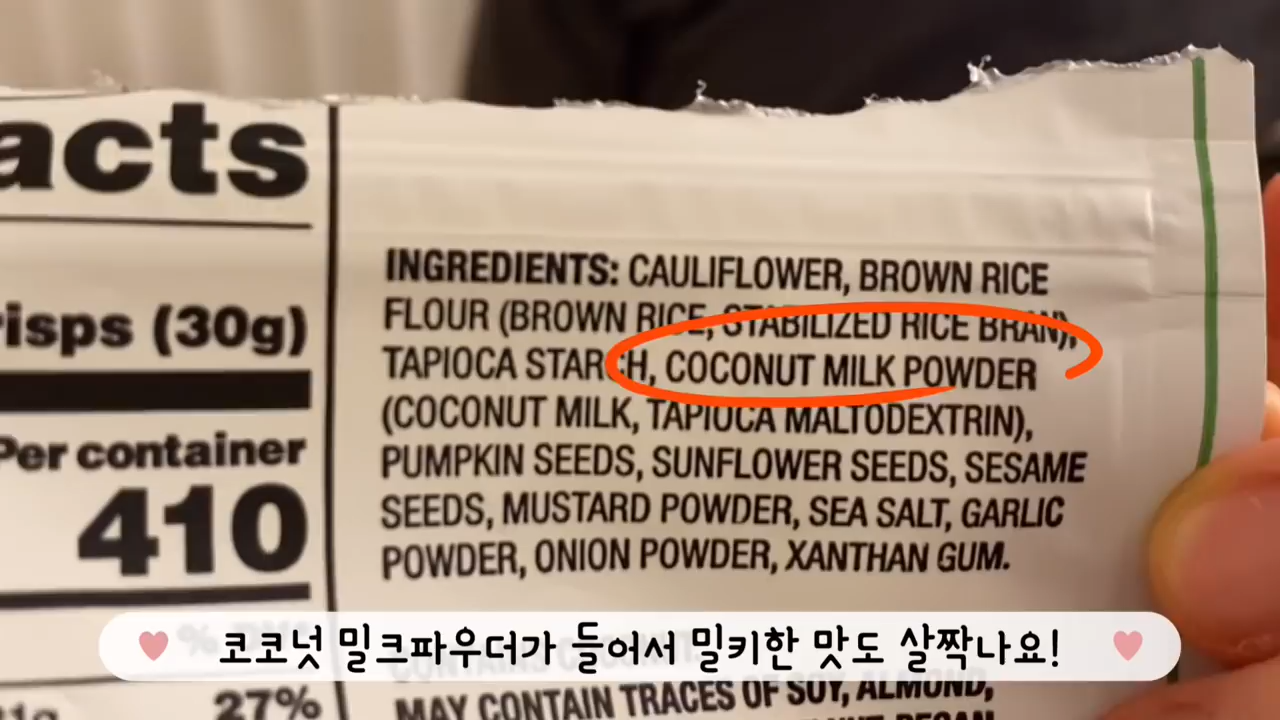 acts
risps (30g)
Per container
410
27%
INGREDIENTS: CAULIFLOWER, BROWN RICE
FLOUR (BROWN RICE, STABILIZED RICE BRAN),
TAPIOCA STARCH, COCONUT MILK POWDER
(COCONUT MILK, TAPIOCA MALTODEXTRIN),
PUMPKIN SEEDS, SUNFLOWER SEEDS, SESAME
SEEDS, MUSTARD POWDER, SEA SALT, GARLIC
POWDER, ONION POWDER, XANTHAN GUM.
코코넛 밀크파우더가 들어서 밀키한 맛도 살짝나요!
MAY CONTAIN TRACES OF SOY, ALMOND,